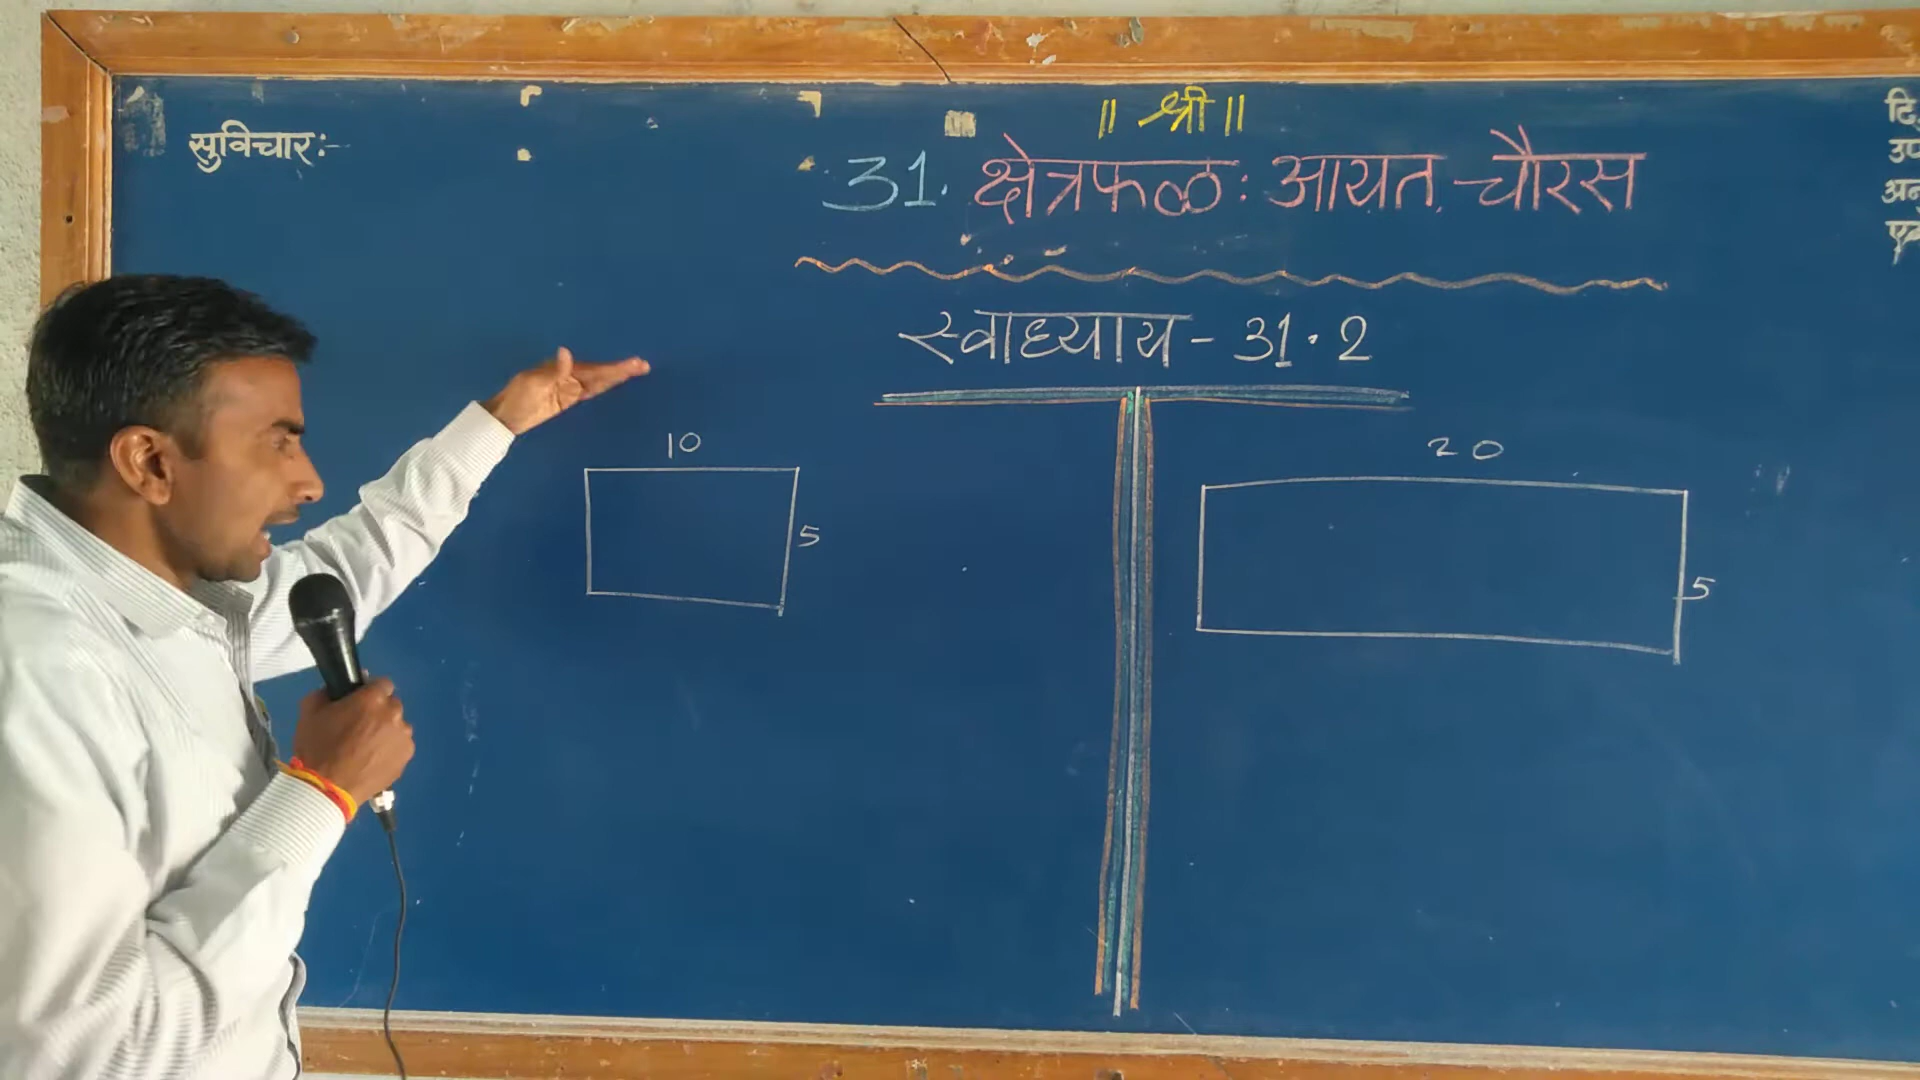 ॥ श्री ॥
सुविचार:-
31. क्षेत्रफळ: आयत, चौरस
स्वाध्याय - 31.2
10
5
20
5